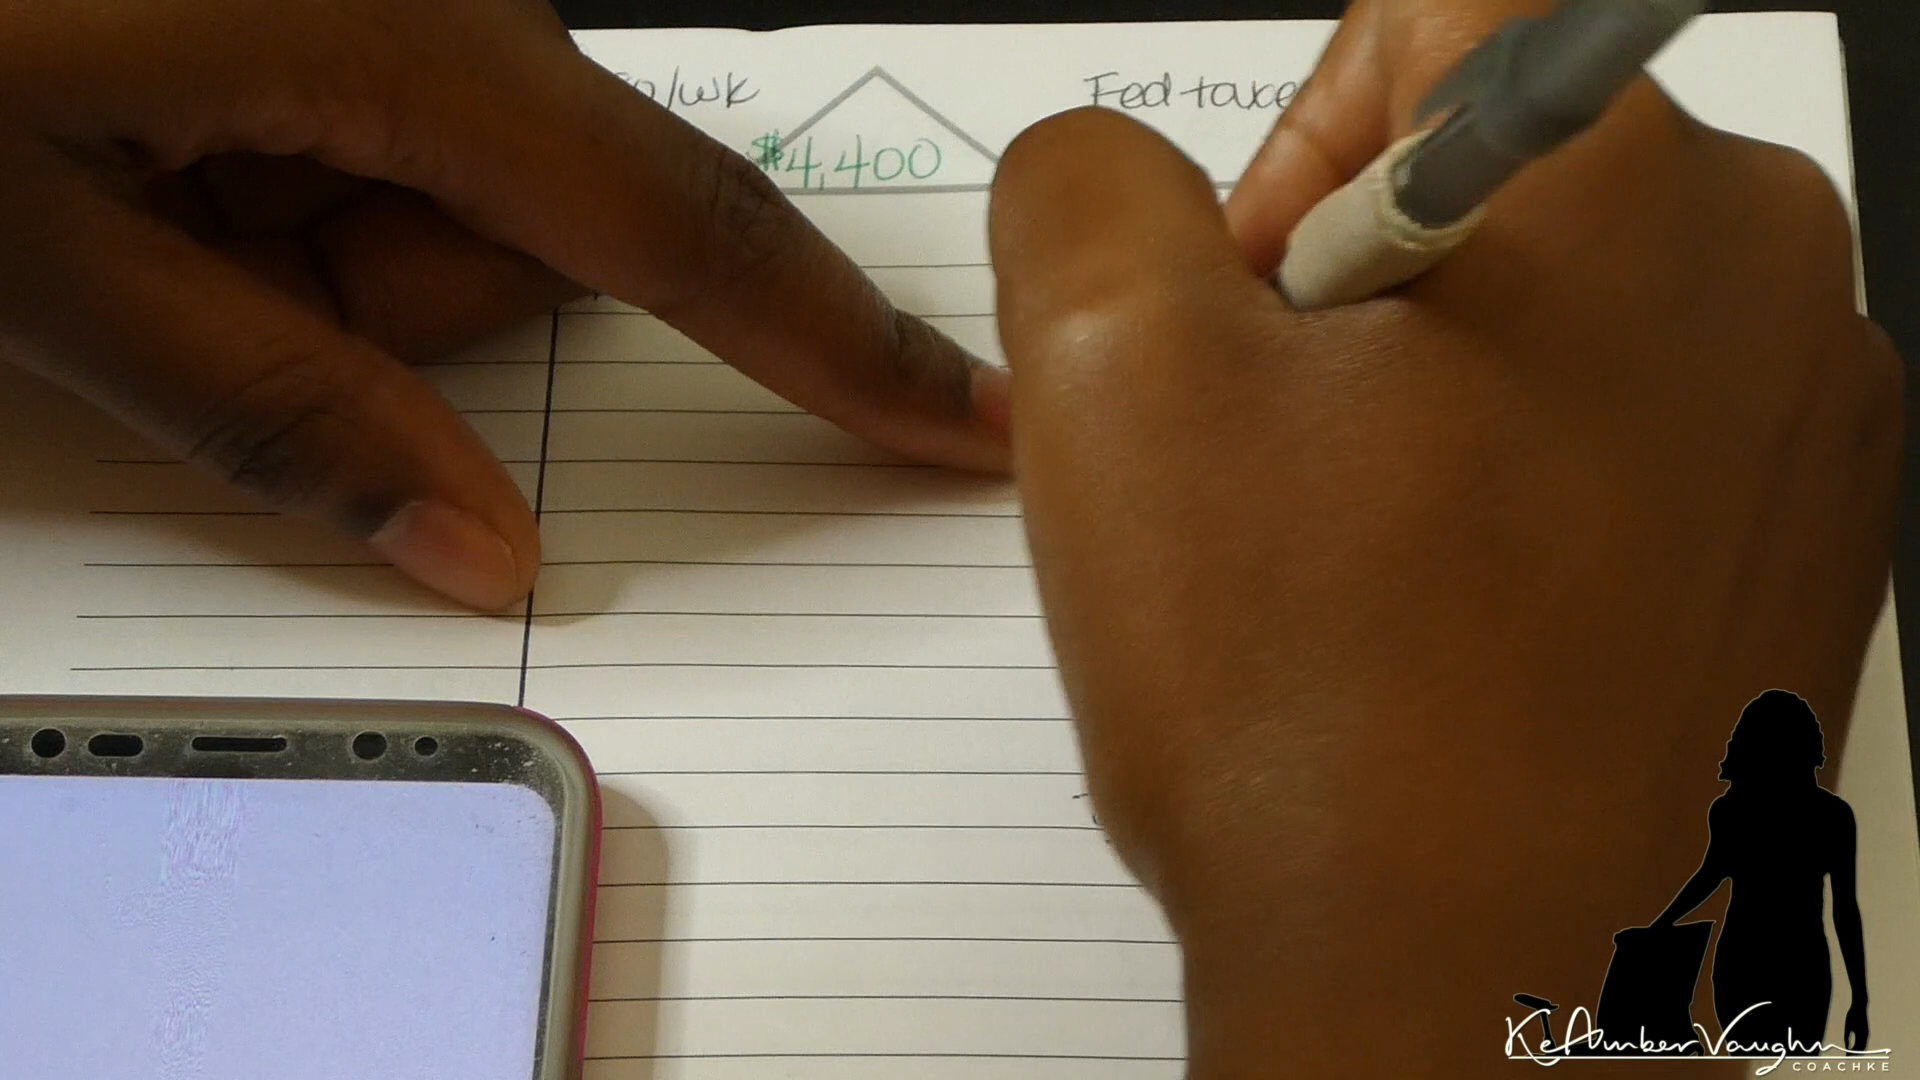 /wk
Fed taxe
$4,400
KeAmber Vaughn
COACHKE